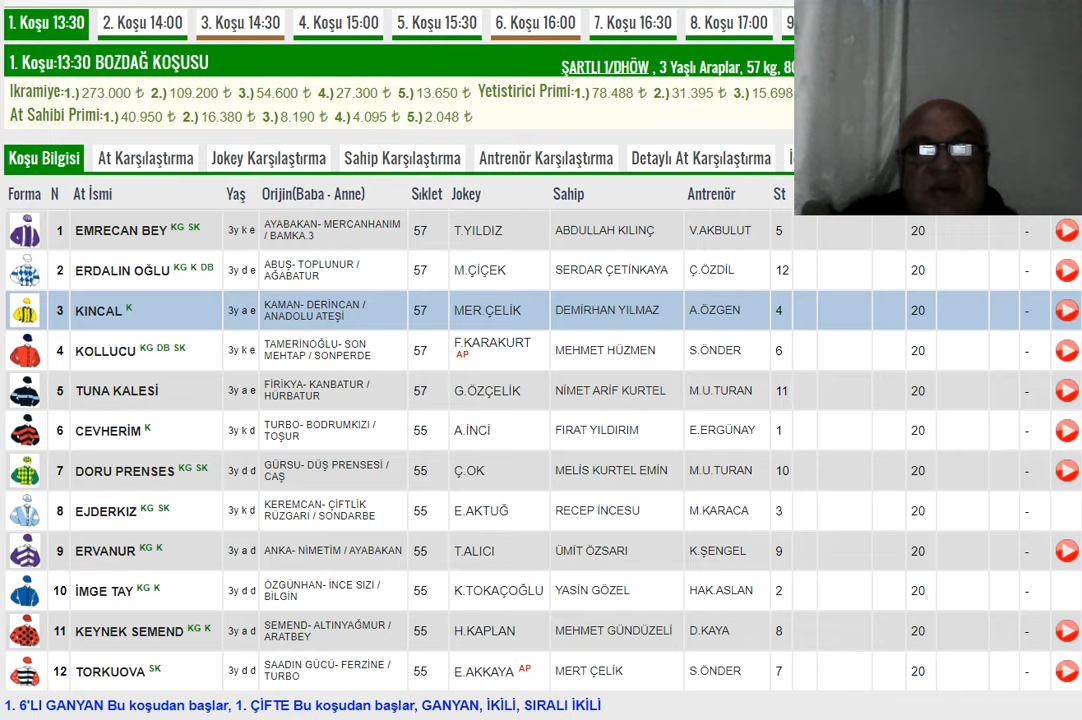 1. Koşu 13:30 2. Koşu 14:00 3. Koşu 14:30 4. Koşu 15:00 5. Koşu 15:30 6. Koşu 16:00 7. Koşu 16:30 8. Koşu 17:00 9
1. Koşu:13:30 BOZDAĞ KOŞUSU ŞARTLI 1/DHÖW , 3 Yaşlı Araplar, 57 kg, 80
Ikramiye:1.) 273.000 ₺ 2.) 109.200 ₺ 3.) 54.600 ₺ 4.) 27.300 ₺ 5.) 13.650 ₺ Yetistirici Primi:1.) 78.488 ₺ 2.) 31.395 ₺ 3.) 15.698
At Sahibi Primi:1.) 40.950 ₺ 2.) 16.380 ₺ 3.) 8.190 ₺ 4.) 4.095 ₺ 5.) 2.048 ₺
Koşu Bilgisi At Karşılaştırma Jokey Karşılaştırma Sahip Karşılaştırma Antrenör Karşılaştırma Detaylı At Karşılaştırma
Forma N At İsmi Yaş Orijin(Baba - Anne) Sıklet Jokey Sahip Antrenör St
1 EMRECAN BEY KG SK 3y k e AYABAKAN- MERCANHANIM / BAMKA.3 57 T.YILDIZ ABDULLAH KILINÇ V.AKBULUT 5 20 -
2 ERDALIN OĞLU KG K DB 3y d e ABUŞ- TOPLUNUR / AĞABATUR 57 M.ÇİÇEK SERDAR ÇETİNKAYA Ç.ÖZDİL 12 20 -
3 KINCAL K 3y a e KAMAN- DERİNCAN / ANADOLU ATEŞİ 57 MER.ÇELİK DEMİRHAN YILMAZ A.ÖZGEN 4 20 -
4 KOLLUCU KG DB SK 3y k e TAMERİNOĞLU- SON MEHTAP / SONPERDE 57 F.KARAKURT AP MEHMET HÜZMEN S.ÖNDER 6 20 -
5 TUNA KALESİ 3y a e FİRİKYA- KANBATUR / HÜRBATUR 57 G.ÖZÇELİK NİMET ARİF KURTEL M.U.TURAN 11 20 -
6 CEVHERİM K 3y k d TURBO- BODRUMKIZI / TOŞUR 55 A.İNCİ FIRAT YILDIRIM E.ERGÜNAY 1 20 -
7 DORU PRENSES KG SK 3y d d GÜRSU- DÜŞ PRENSESİ / CAŞ 55 Ç.OK MELİS KURTEL EMİN M.U.TURAN 10 20 -
8 EJDERKIZ KG SK 3y k d KEREMCAN- ÇİFTLİK RÜZGARI / SONDARBE 55 E.AKTUĞ RECEP İNCESU M.KARACA 3 20 -
9 ERVANUR KG K 3y a d ANKA- NİMETİM / AYABAKAN 55 T.ALICI ÜMİT ÖZSARI K.ŞENGEL 9 20 -
10 İMGE TAY KG K 3y d d ÖZGÜNHAN- İNCE SIZI / BİLGİN 55 K.TOKAÇOĞLU YASİN GÖZEL HAK.ASLAN 2 20 -
11 KEYNEK SEMEND KG K 3y a d SEMEND- ALTINYAĞMUR / ARATBEY 55 H.KAPLAN MEHMET GÜNDÜZELİ D.KAYA 8 20 -
12 TORKUOVA SK 3y d d SAADIN GÜCÜ- FERZİNE / TURBO 55 E.AKKAYA AP MERT ÇELİK S.ÖNDER 7 20 -
1. 6'LI GANYAN Bu koşudan başlar, 1. ÇİFTE Bu koşudan başlar, GANYAN, İKİLİ, SIRALI İKİLİ